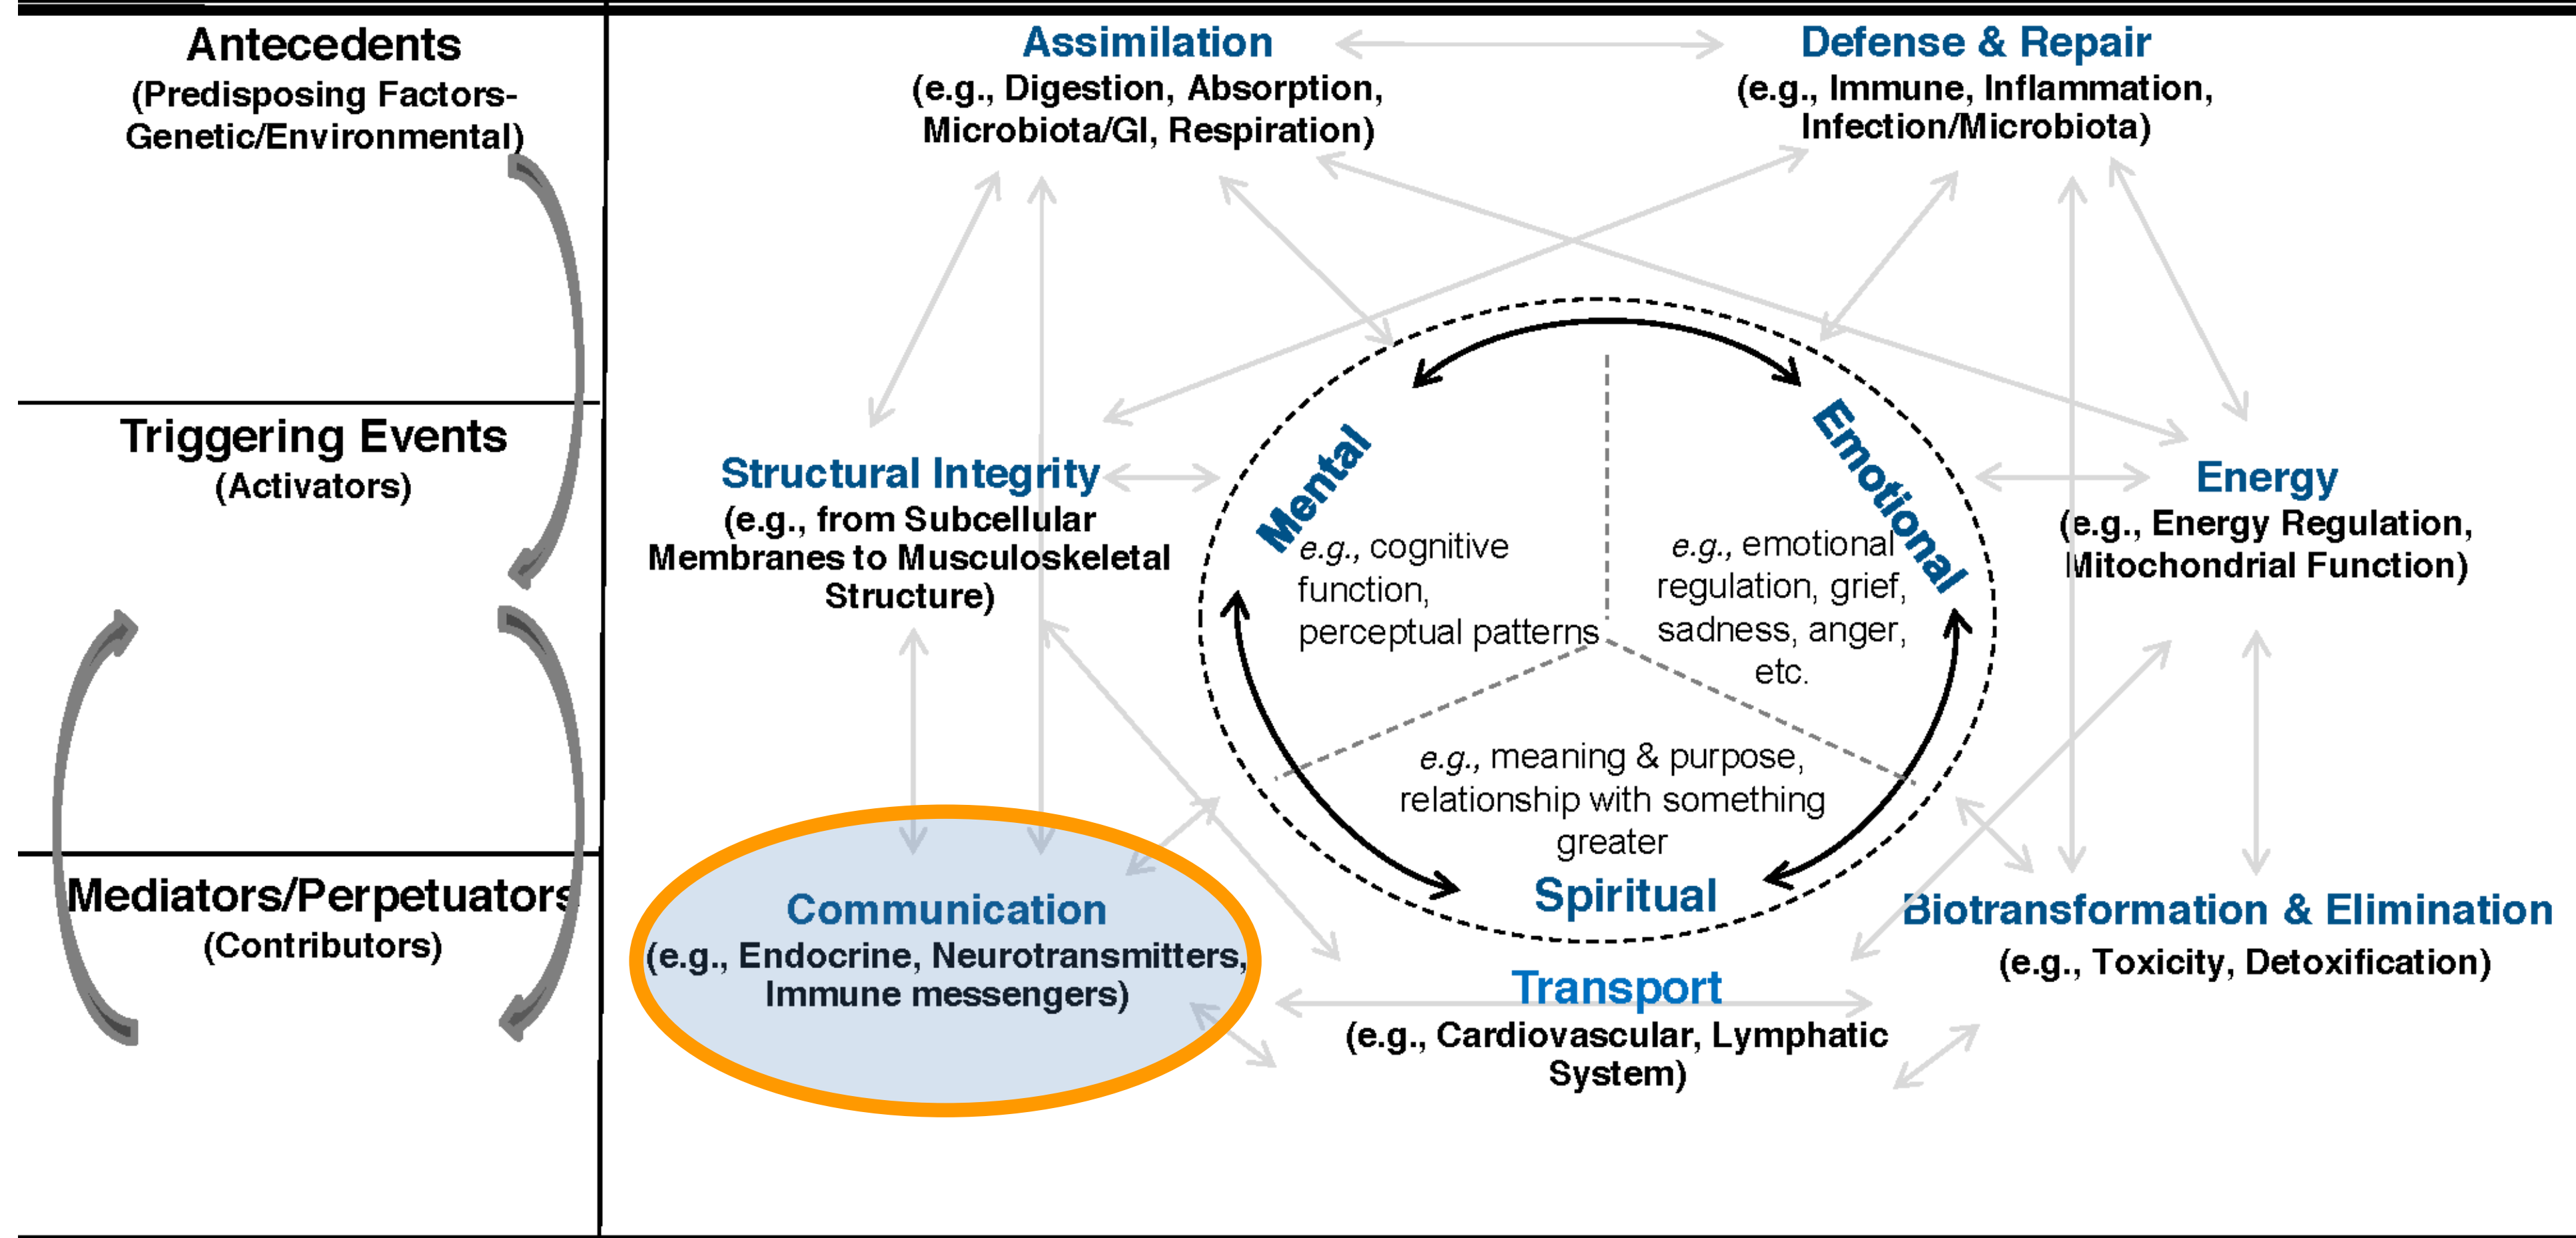 Antecedents
(Predisposing Factors-
Genetic/Environmental)
Triggering Events
(Activators)
Mediators/Perpetuators
(Contributors)
Assimilation
(e.g., Digestion, Absorption,
Microbiota/GI, Respiration)
Defense & Repair
(e.g., Immune, Inflammation,
Infection/Microbiota)
Structural Integrity
(e.g., from Subcellular
Membranes to Musculoskeletal
Structure)
Mental
e.g., cognitive
function,
perceptual patterns
Emotional
e.g., emotional
regulation, grief,
sadness, anger,
etc.
e.g., meaning & purpose,
relationship with something
greater
Spiritual
Energy
(e.g., Energy Regulation,
Mitochondrial Function)
Communication
(e.g., Endocrine, Neurotransmitters,
Immune messengers)
Transport
(e.g., Cardiovascular, Lymphatic
System)
Biotransformation & Elimination
(e.g., Toxicity, Detoxification)